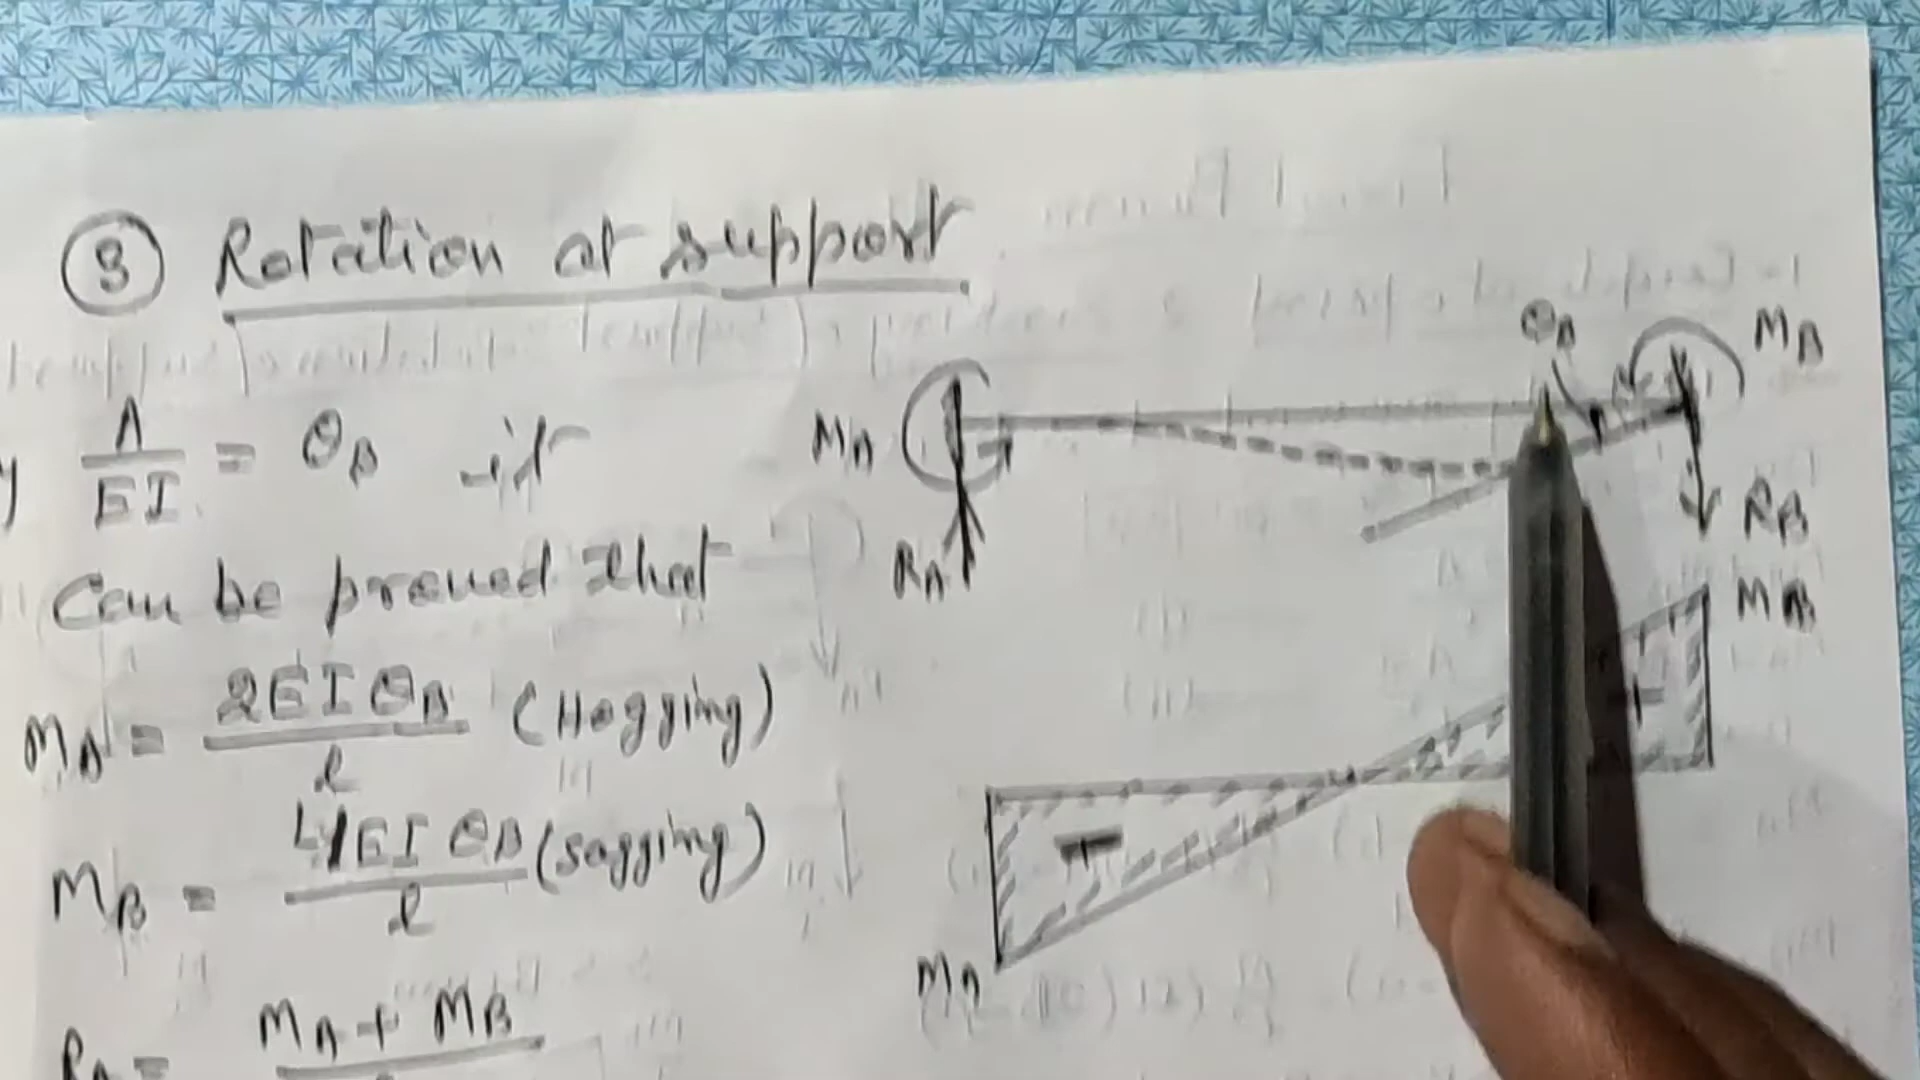 ③ Rotation at support
y A/EI = θB it
Can be proved that
MA = 2EIθB/l (Hogging)
MB = 4EIθB/l (sagging)
RA = MA + MB
θB
MB
MA
RA
RB
MB
+
-
MA